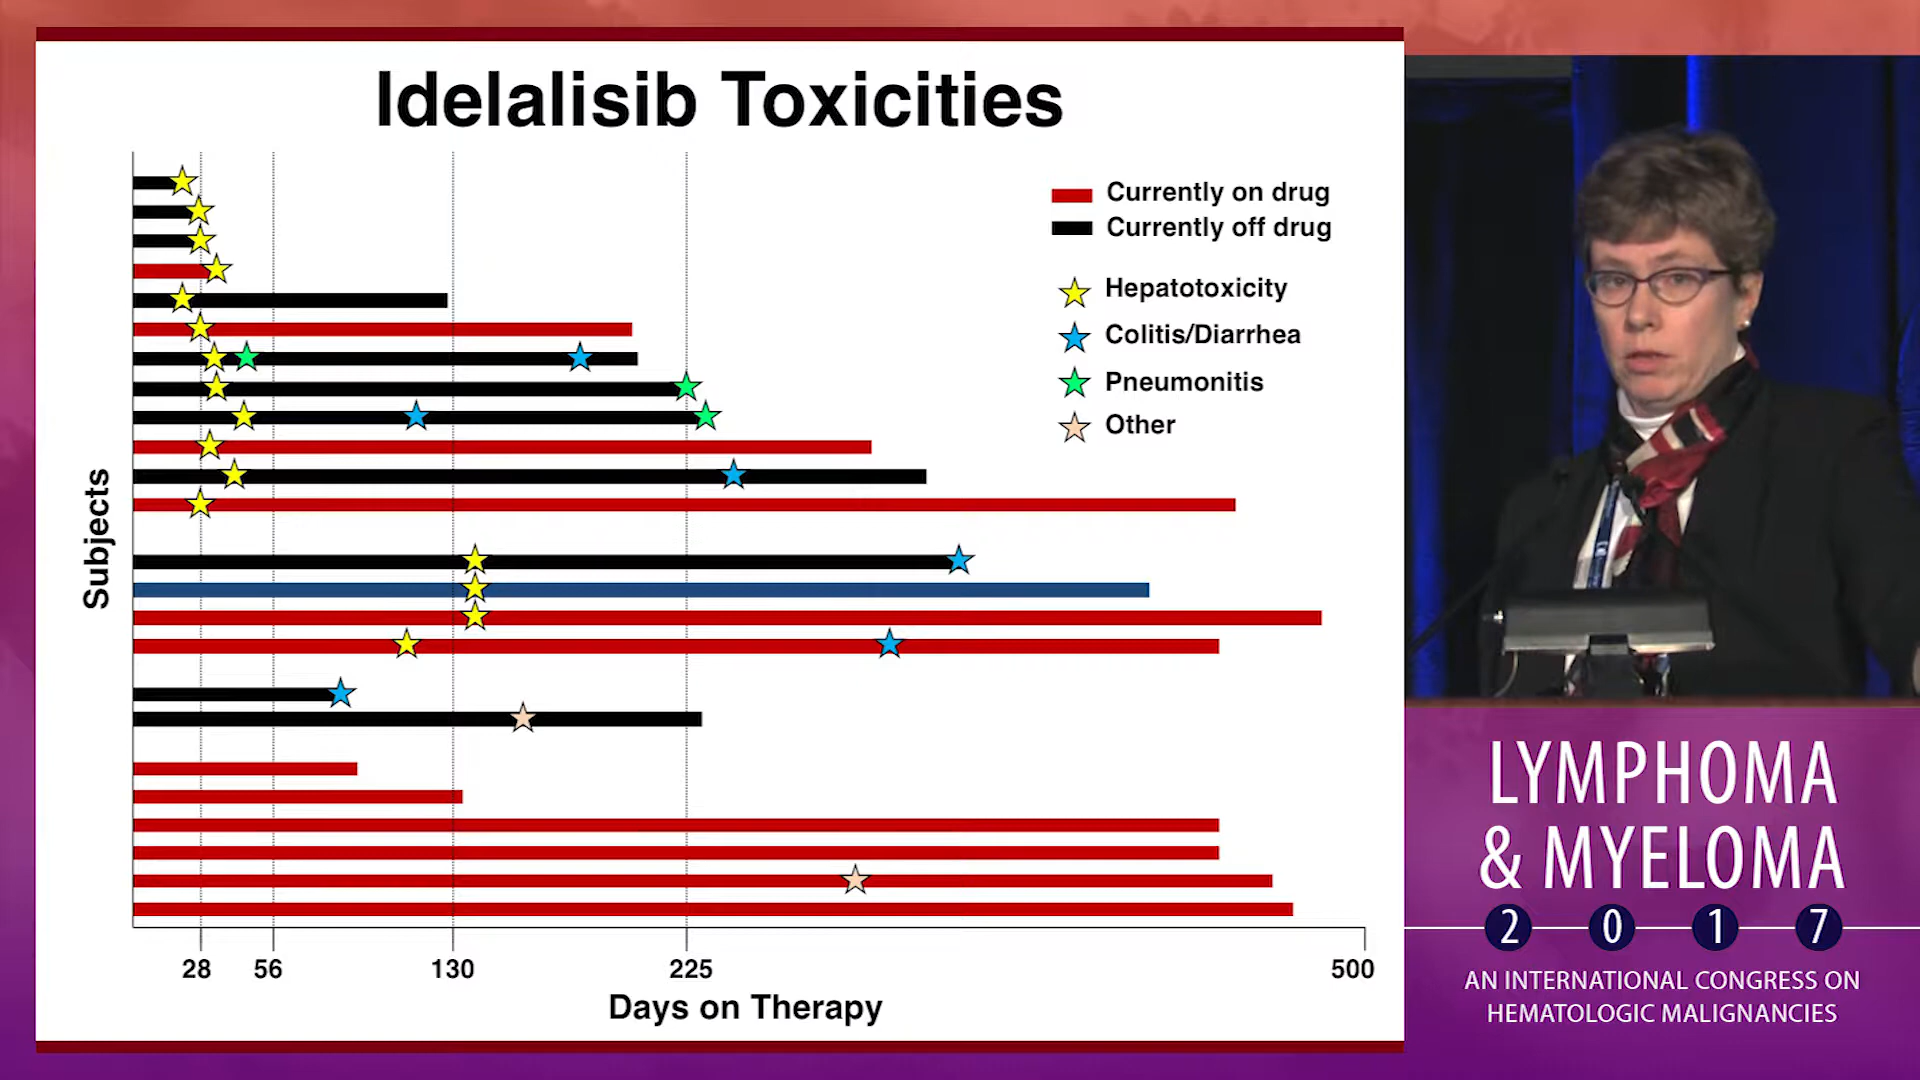 Idelalisib Toxicities
Currently on drug
Currently off drug
Hepatotoxicity
Colitis/Diarrhea
Pneumonitis
Other
Subjects
28 56 130 225 500
Days on Therapy
LYMPHOMA
& MYELOMA
2 0 1 7
AN INTERNATIONAL CONGRESS ON
HEMATOLOGIC MALIGNANCIES